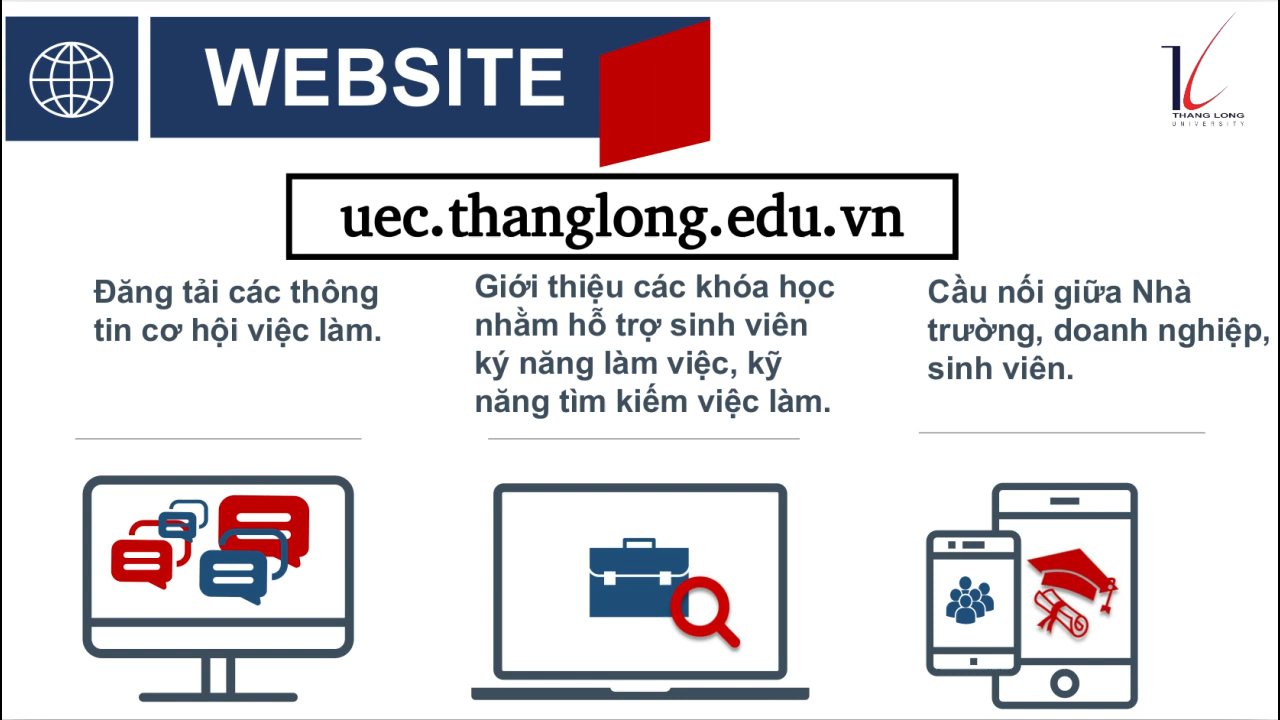 WEBSITE
THANG LONG
UNIVERSITY
uec.thanglong.edu.vn
Đăng tải các thông
tin cơ hội việc làm.
Giới thiệu các khóa học
nhằm hỗ trợ sinh viên
ký năng làm việc, kỹ
năng tìm kiếm việc làm.
Cầu nối giữa Nhà
trường, doanh nghiệp,
sinh viên.